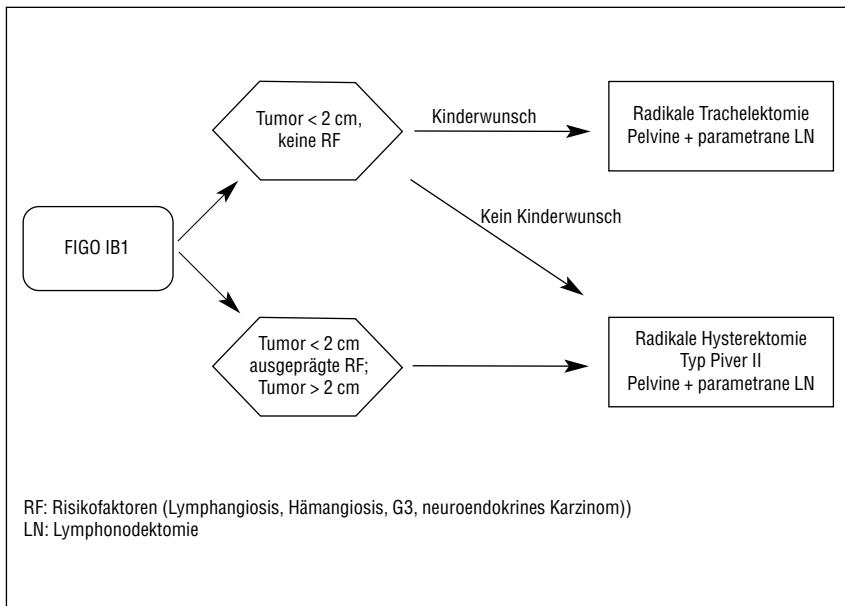 Tumor < 2 cm,
keine RF
Kinderwunsch
Radikale Trachelektomie
Pelvine + parametrane LN
Kein Kinderwunsch
FIGO IB1
Tumor < 2 cm
ausgeprägte RF;
Tumor > 2 cm
Radikale Hysterektomie
Typ Piver II
Pelvine + parametrane LN
RF: Risikofaktoren (Lymphangiosis, Hämangiosis, G3, neuroendokrines Karzinom))
LN: Lymphonodektomie